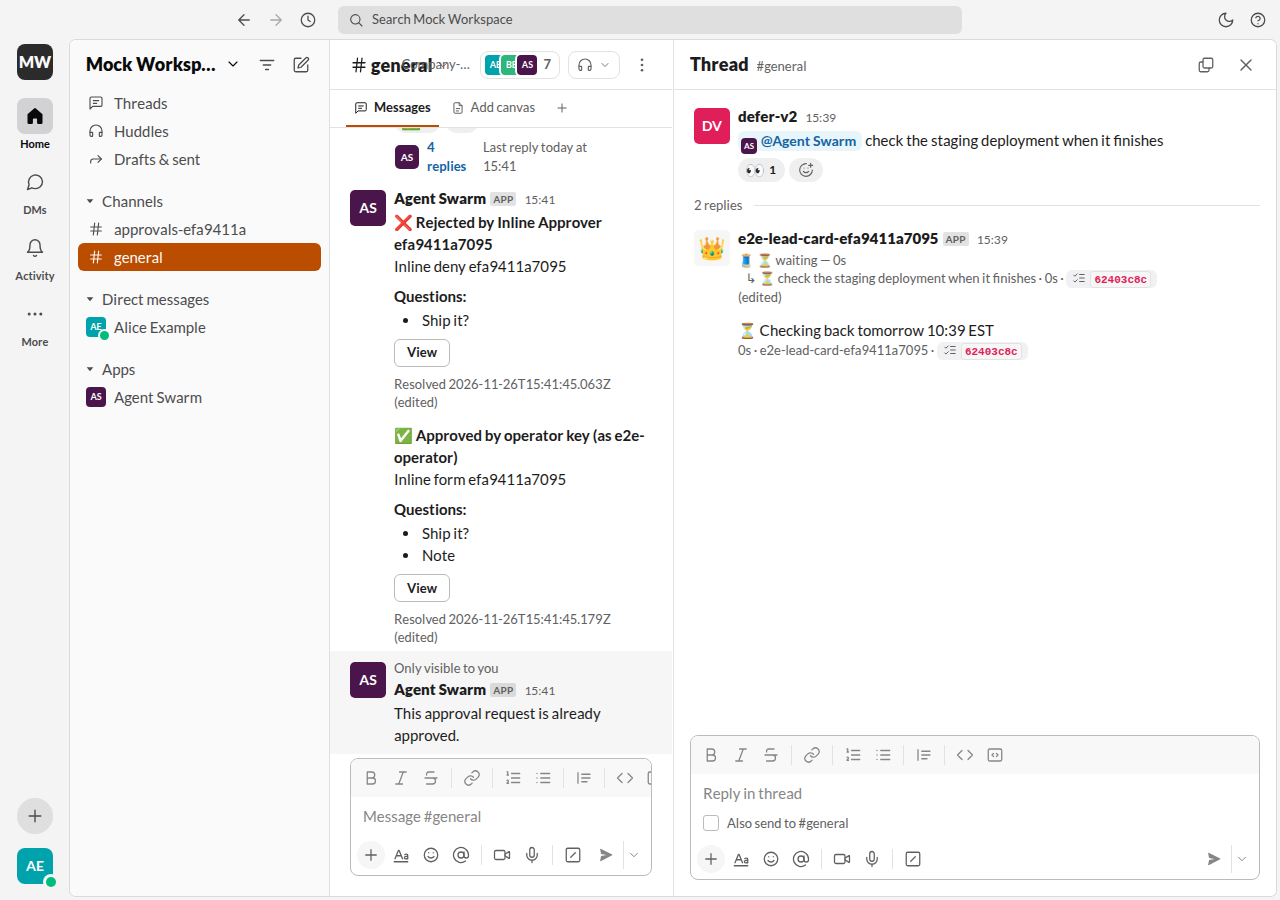 Search Mock Workspace
MW
Home
DMs
Activity
More
AE
Mock Worksp...
Threads
Huddles
Drafts & sent
Channels
approvals-efa9411a
general
Direct messages
AE Alice Example
Apps
AS Agent Swarm
# general
Company-...
AE BE AS 7
Messages
Add canvas
AS
4 replies
Last reply today at 15:41
AS
Agent Swarm APP 15:41
❌ Rejected by Inline Approver
efa9411a7095
Inline deny efa9411a7095
Questions:
• Ship it?
View
Resolved 2026-11-26T15:41:45.063Z
(edited)
✅ Approved by operator key (as e2e-
operator)
Inline form efa9411a7095
Questions:
• Ship it?
• Note
View
Resolved 2026-11-26T15:41:45.179Z
(edited)
Only visible to you
AS
Agent Swarm APP 15:41
This approval request is already
approved.
Message #general
Thread #general
DV
defer-v2 15:39
AS @Agent Swarm check the staging deployment when it finishes
👀 1
2 replies
e2e-lead-card-efa9411a7095 APP 15:39
🧵 ⏳ waiting — 0s
↳ ⏳ check the staging deployment when it finishes · 0s · 62403c8c
(edited)
⏳ Checking back tomorrow 10:39 EST
0s · e2e-lead-card-efa9411a7095 · 62403c8c
Reply in thread
Also send to #general